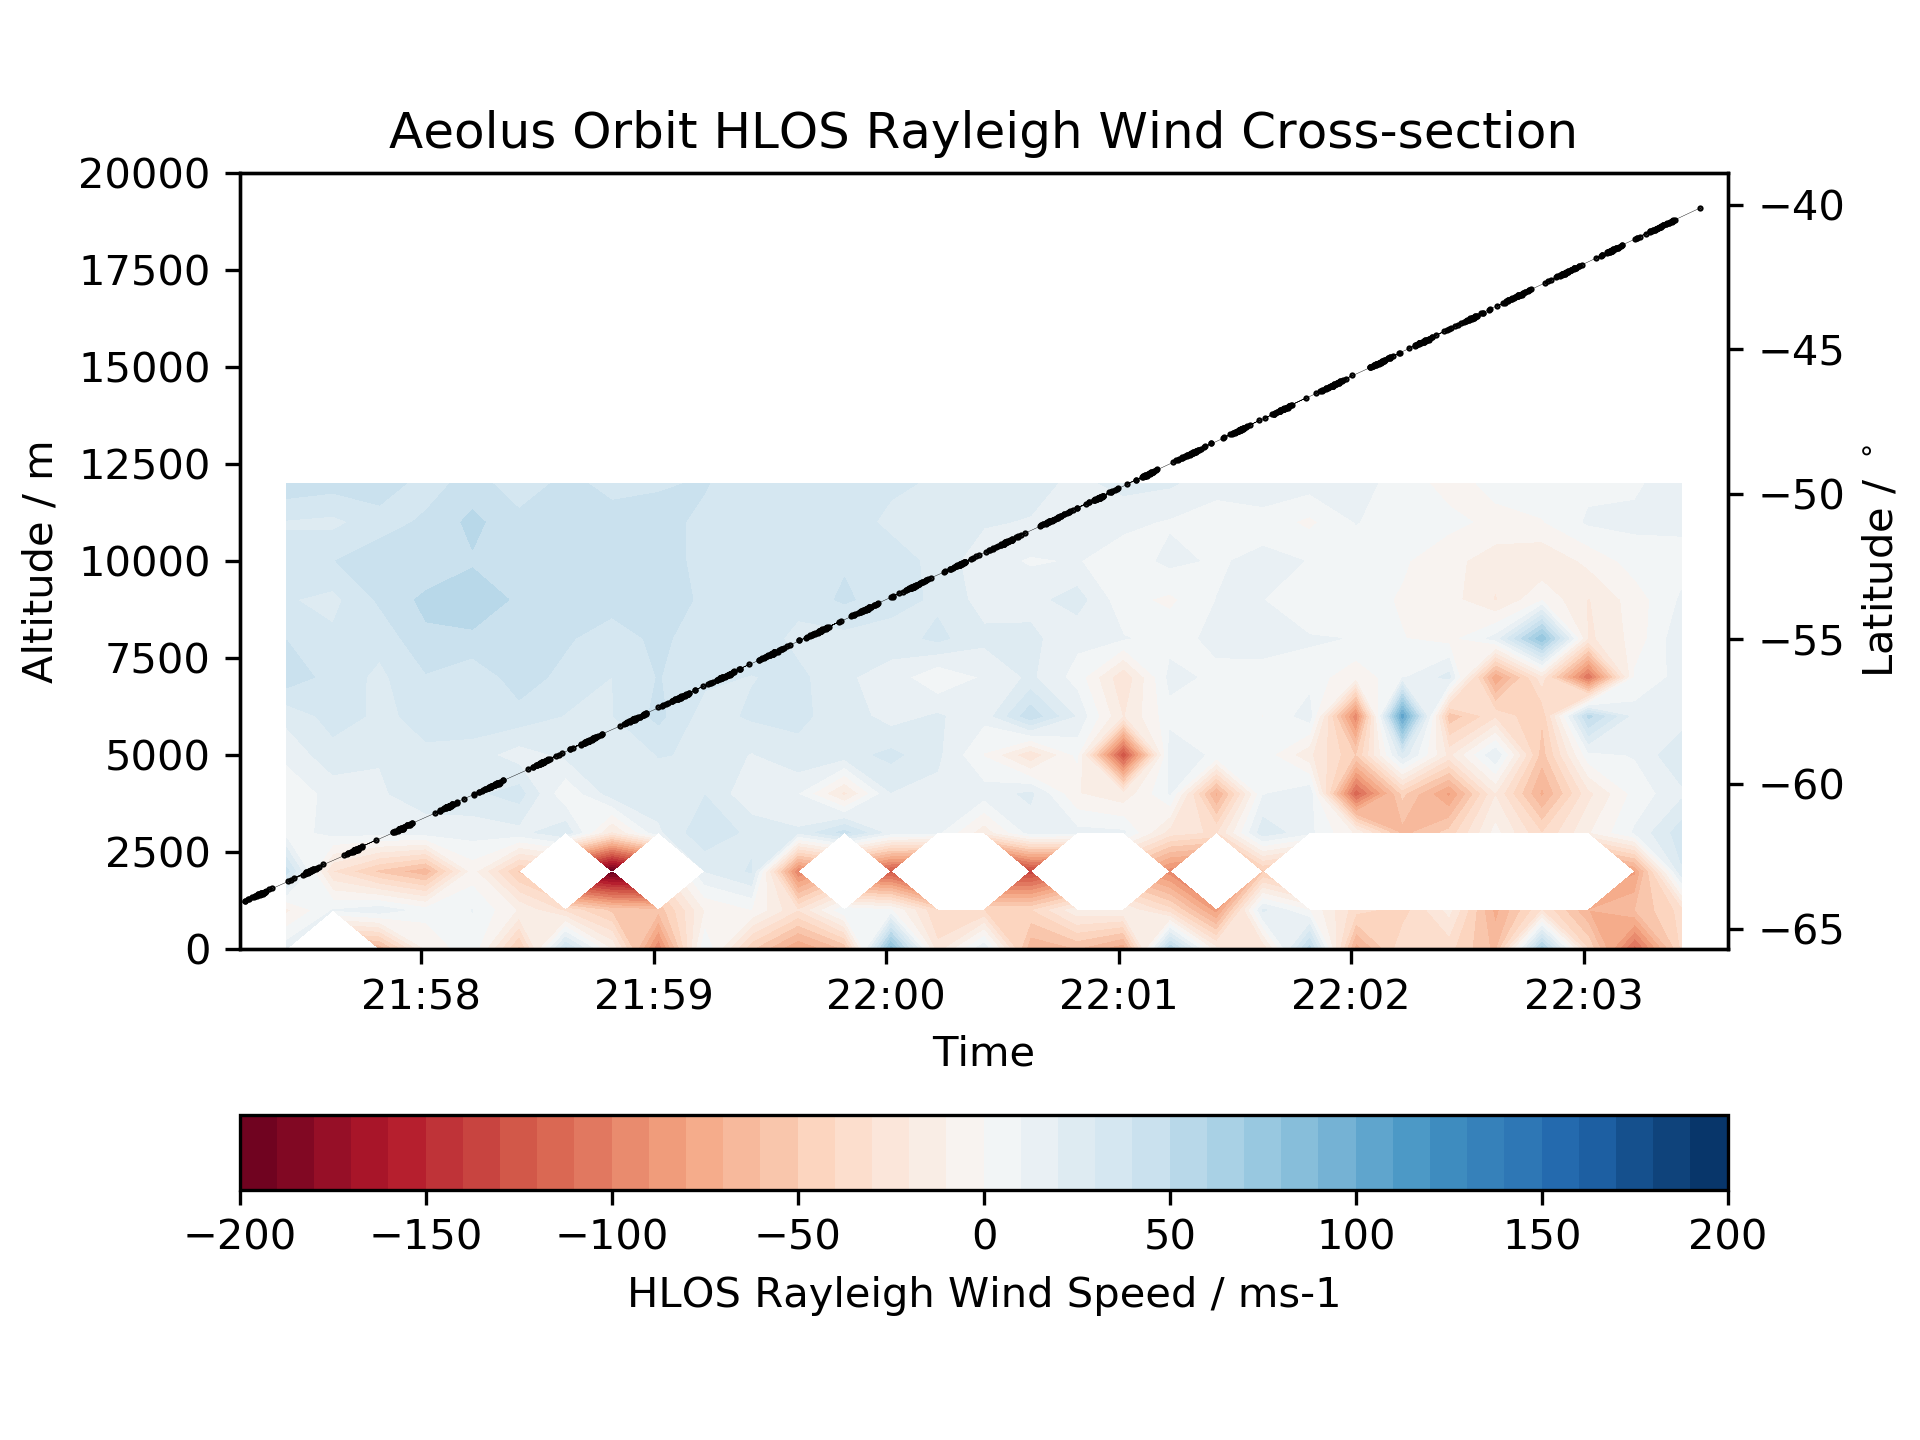 Aeolus Orbit HLOS Rayleigh Wind Cross-section
20000
17500
15000
12500
10000
7500
5000
2500
0
Altitude / m
−40
−45
−50
−55
−60
−65
Latitude / °
21:58 21:59 22:00 22:01 22:02 22:03
Time
−200 −150 −100 −50 0 50 100 150 200
HLOS Rayleigh Wind Speed / ms-1